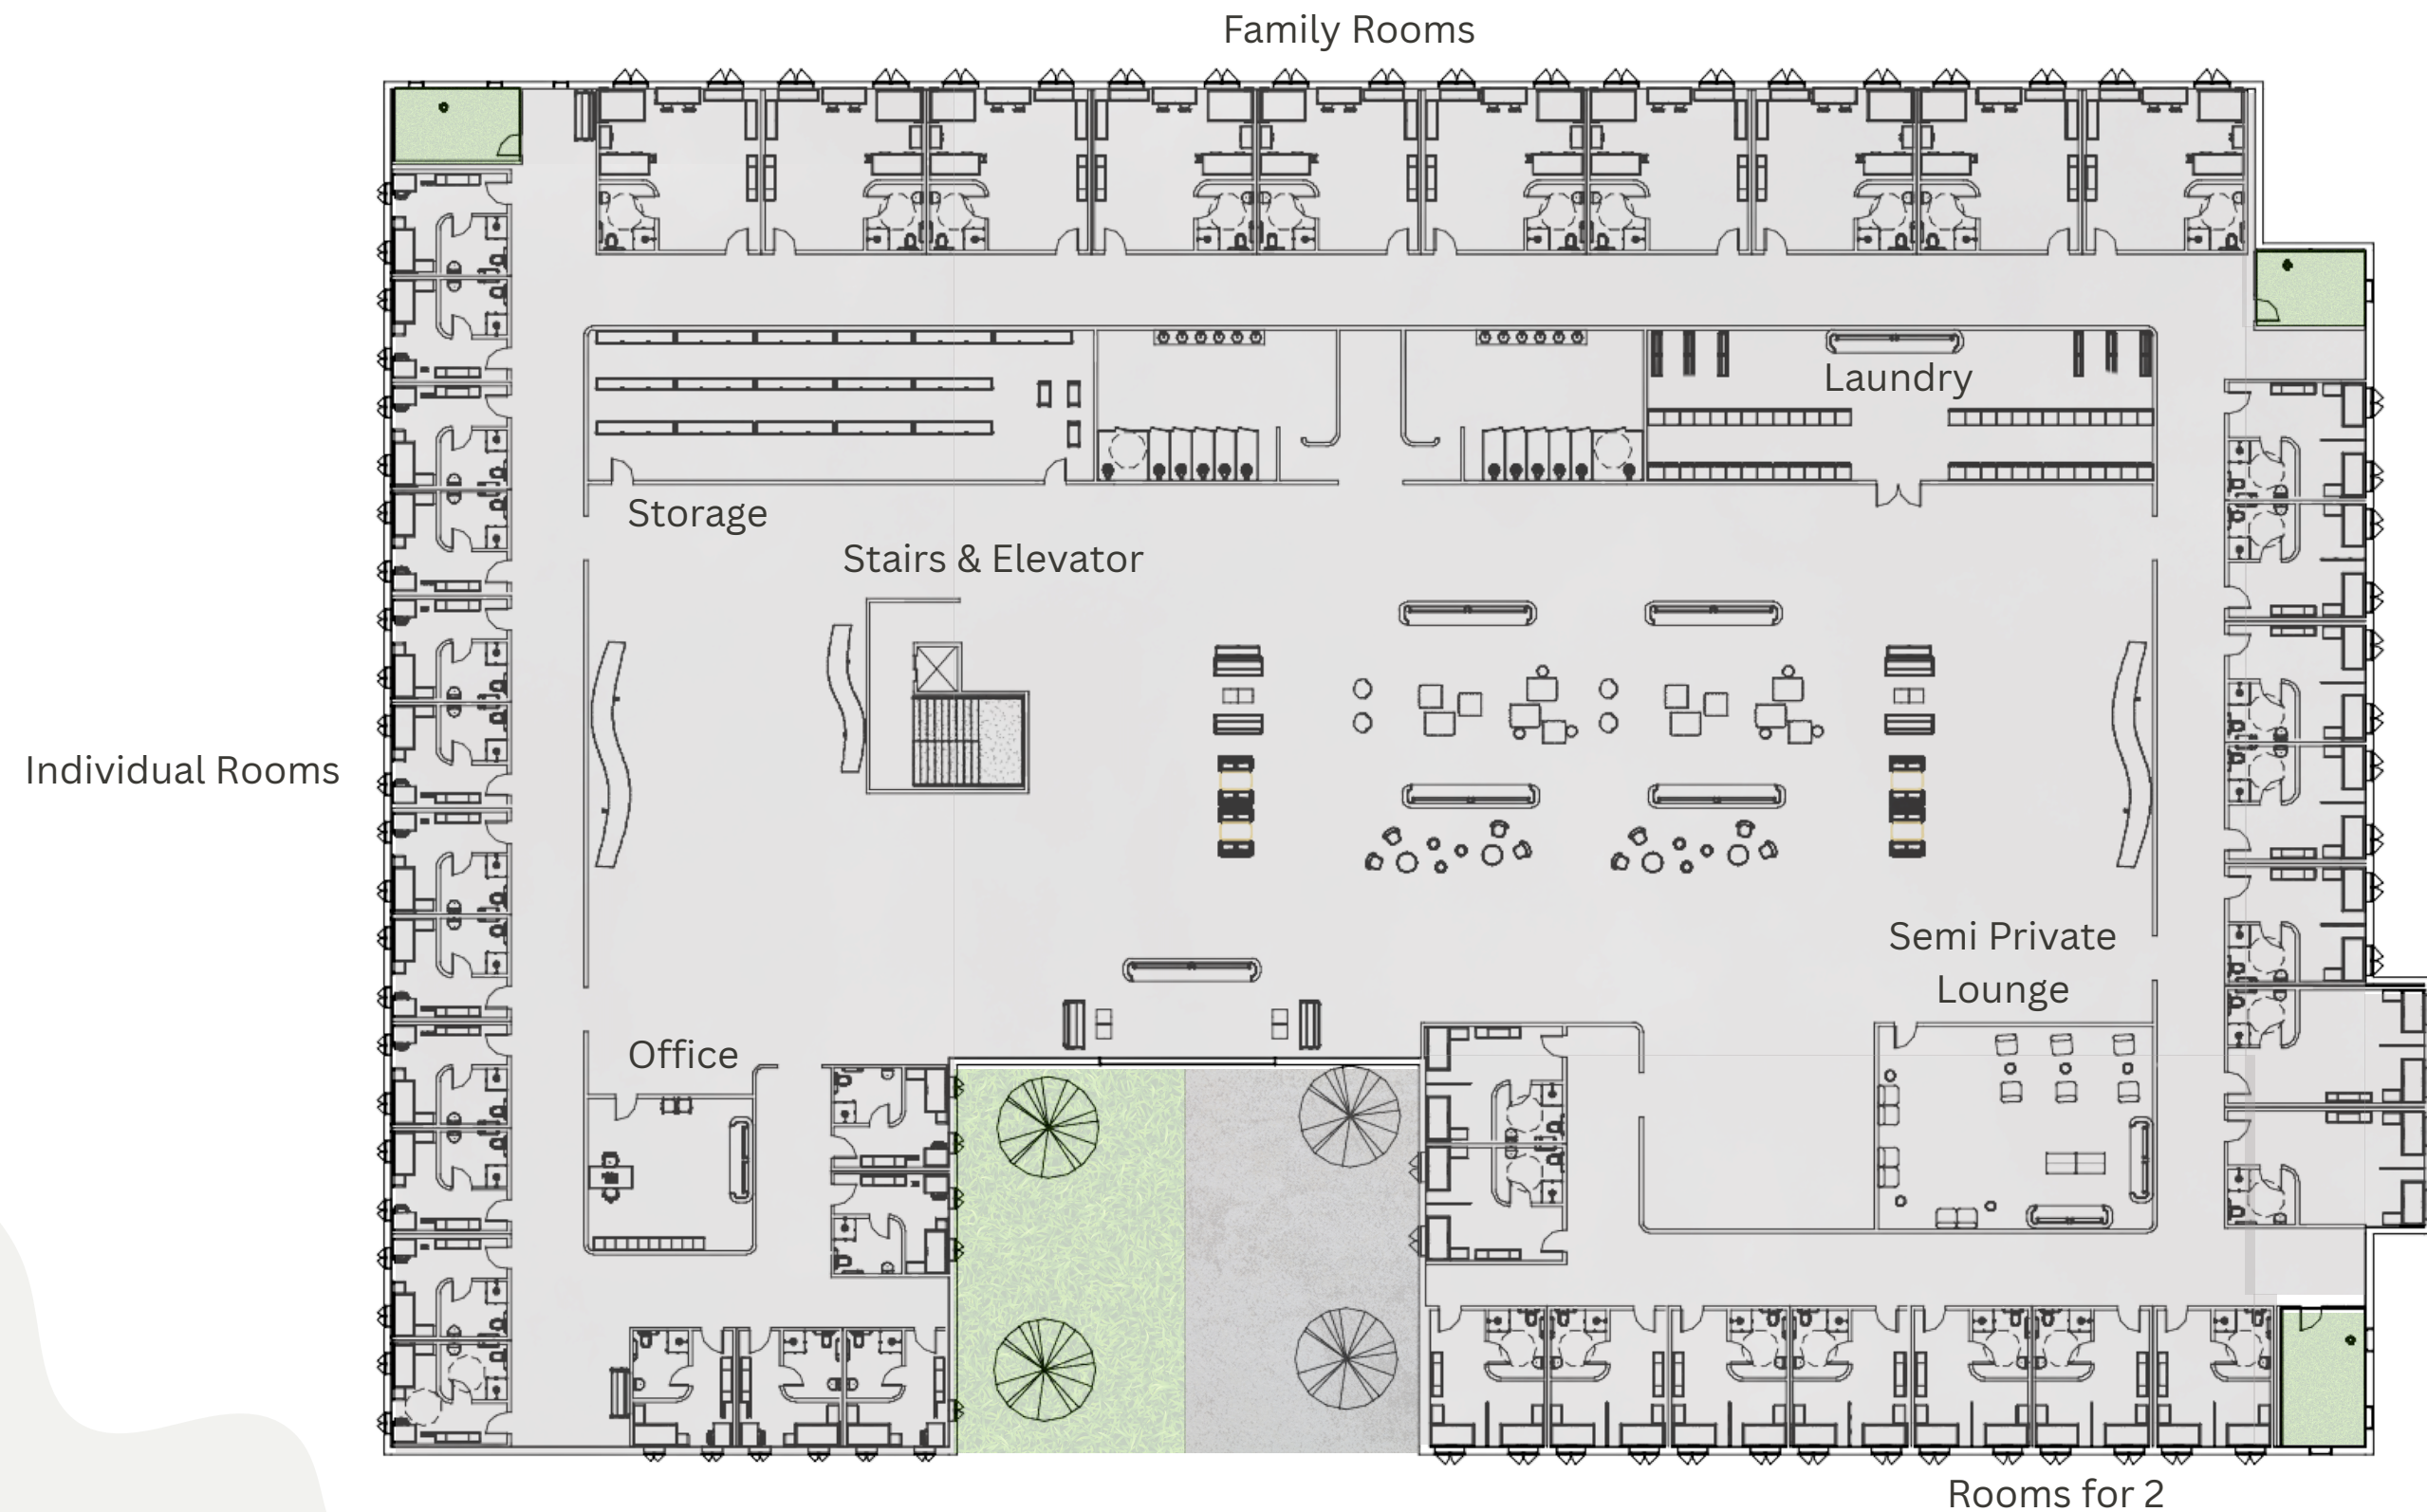 Family Rooms
Laundry
Storage
Stairs & Elevator
Individual Rooms
Semi Private
Lounge
Office
Rooms for 2